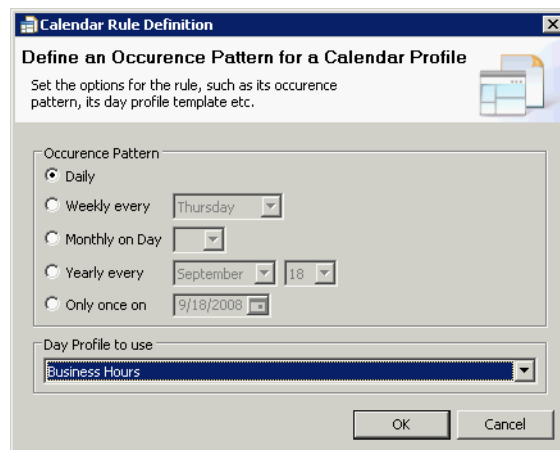 Calendar Rule Definition
Define an Occurence Pattern for a Calendar Profile
Set the options for the rule, such as its occurence
pattern, its day profile template etc.
Occurence Pattern
Daily
Weekly every Thursday
Monthly on Day
Yearly every September 18
Only once on 9/18/2008
Day Profile to use
Business Hours
OK Cancel